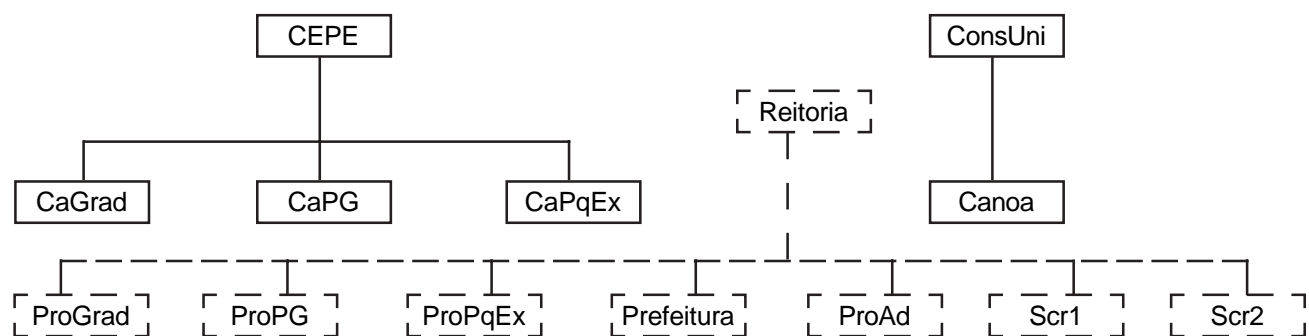 CEPE
ConsUni
Reitoria
CaGrad
CaPG
CaPqEx
Canoa
ProGrad
ProPG
ProPqEx
Prefeitura
ProAd
Scr1
Scr2